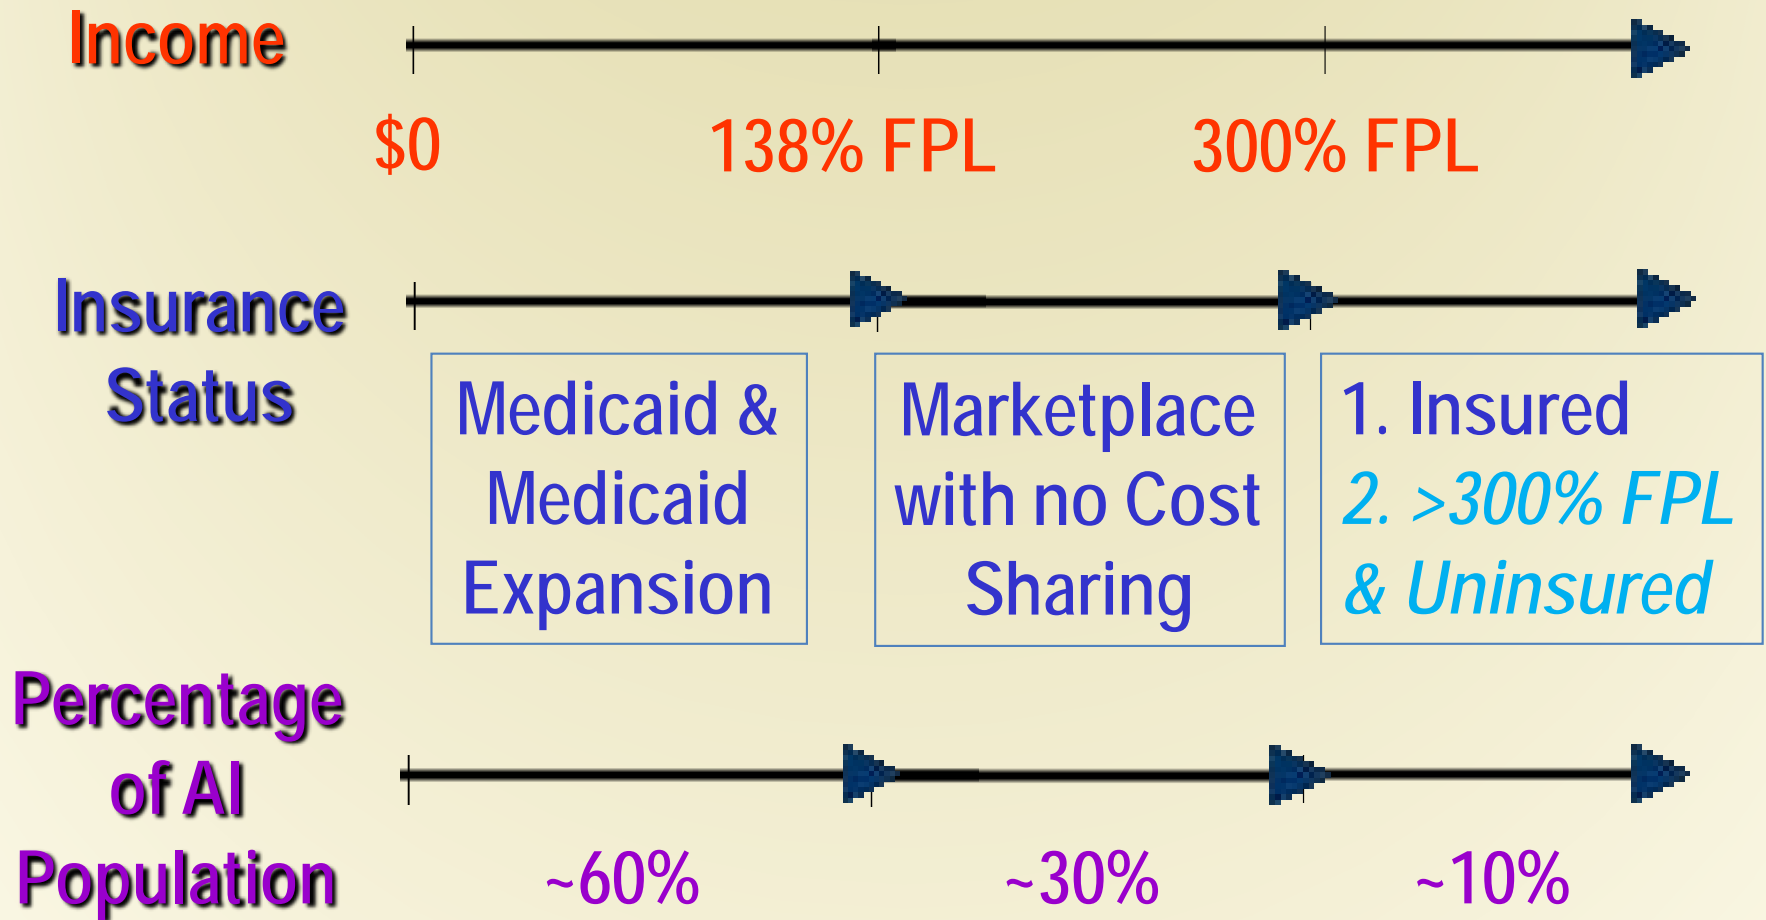 Income
$0
138% FPL
300% FPL
Insurance
Status
Medicaid &
Medicaid
Expansion
Marketplace
with no Cost
Sharing
1. Insured
2. >300% FPL
& Uninsured
Percentage
of AI
Population
~60%
~30%
~10%